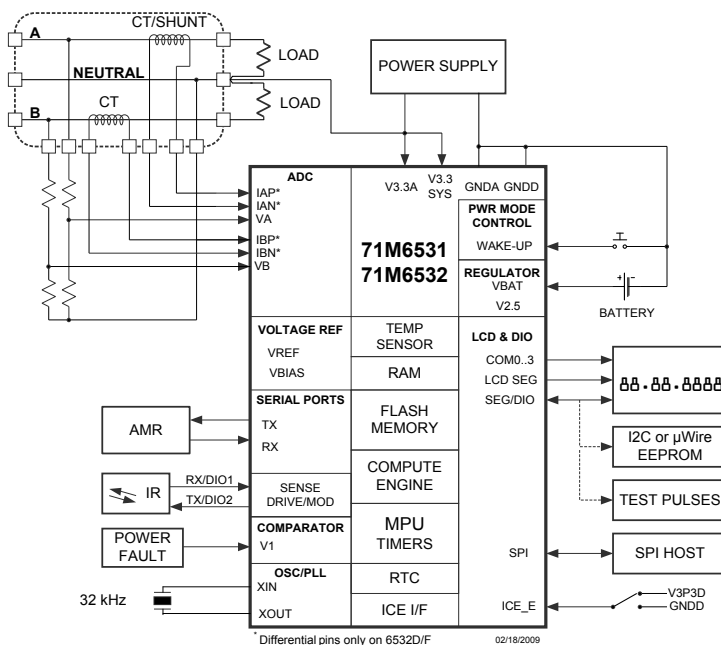 CT/SHUNT
A
LOAD
NEUTRAL
CT
B
LOAD
POWER SUPPLY
ADC
IAP*
IAN*
VA
IBP*
IBN*
VB
V3.3A
V3.3
SYS
GNDA GNDD
71M6531
71M6532
PWR MODE
CONTROL
WAKE-UP
REGULATOR
VBAT
V2.5
BATTERY
VOLTAGE REF
VREF
VBIAS
TEMP
SENSOR
RAM
LCD & DIO
COM0..3
LCD SEG
SEG/DIO
88.88.8888
SERIAL PORTS
TX
RX
AMR
FLASH
MEMORY
I2C or µWire
EEPROM
IR
RX/DIO1
TX/DIO2
SENSE
DRIVE/MOD
COMPUTE
ENGINE
TEST PULSES
POWER
FAULT
COMPARATOR
V1
MPU
TIMERS
SPI
SPI HOST
32 kHz
OSC/PLL
XIN
XOUT
RTC
ICE I/F
ICE_E
V3P3D
GNDD
* Differential pins only on 6532D/F
02/18/2009